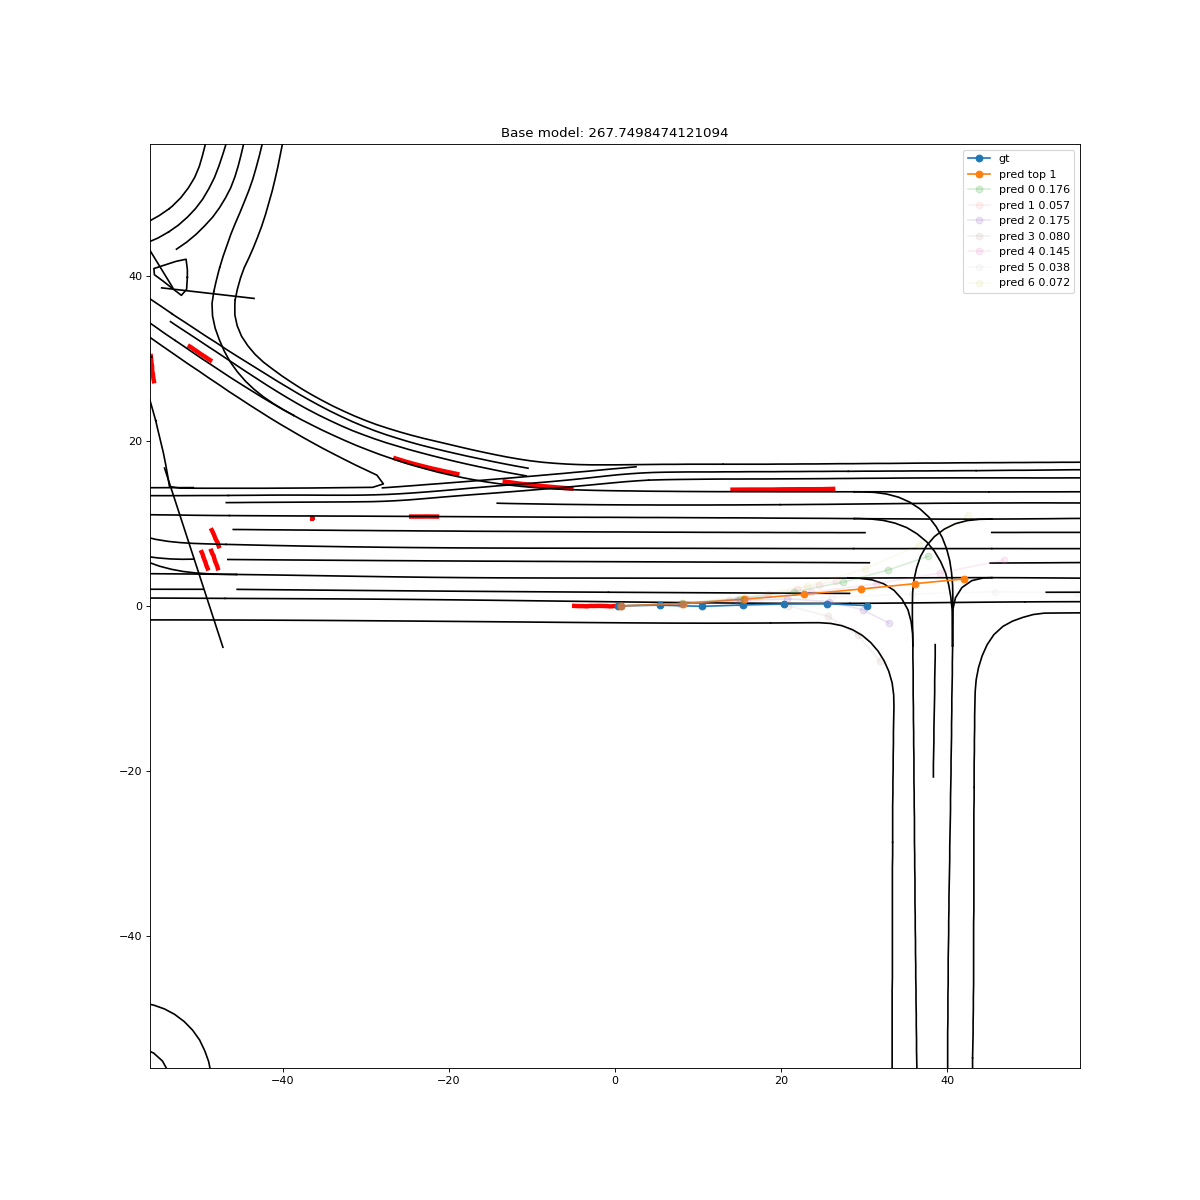 Base model: 267.7498474121094
gt
pred top 1
pred 0 0.176
pred 1 0.057
pred 2 0.175
pred 3 0.080
pred 4 0.145
pred 5 0.038
pred 6 0.072
40
20
0
−20
−40
−40
−20
0
20
40